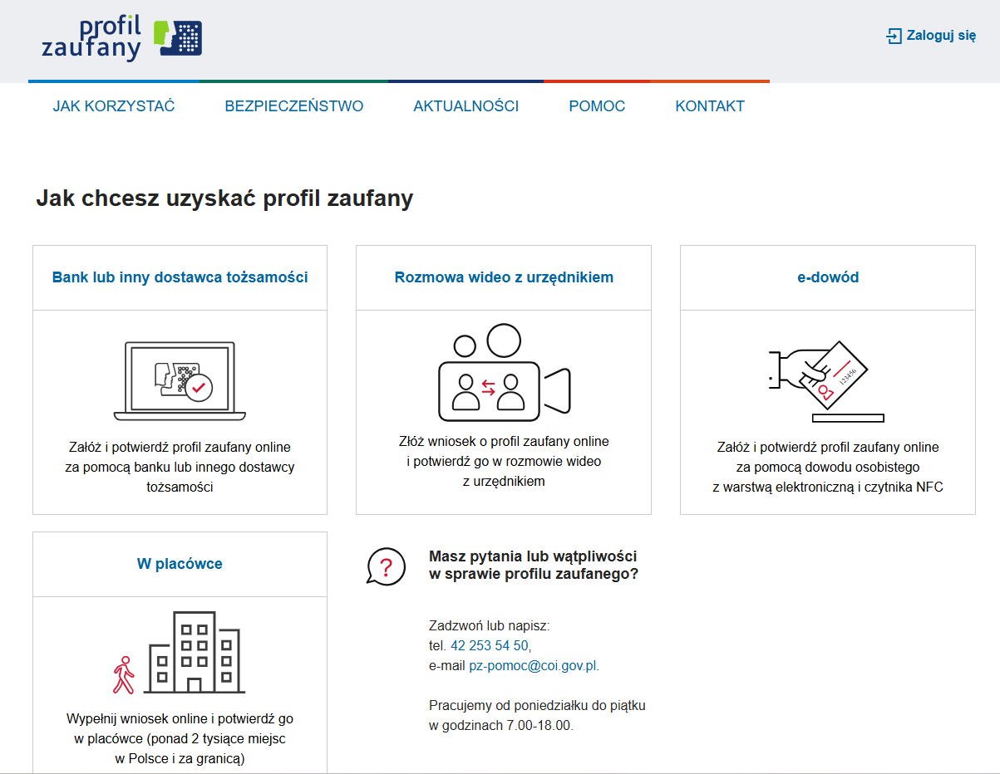 profil
zaufany
Zaloguj się
JAK KORZYSTAĆ
BEZPIECZEŃSTWO
AKTUALNOŚCI
POMOC
KONTAKT
Jak chcesz uzyskać profil zaufany
Bank lub inny dostawca tożsamości
Załóż i potwierdź profil zaufany online
za pomocą banku lub innego dostawcy
tożsamości
Rozmowa wideo z urzędnikiem
Złóż wniosek o profil zaufany online
i potwierdź go w rozmowie wideo
z urzędnikiem
e-dowód
123456
Załóż i potwierdź profil zaufany online
za pomocą dowodu osobistego
z warstwą elektroniczną i czytnika NFC
W placówce
Wypełnij wniosek online i potwierdź go
w placówce (ponad 2 tysiące miejsc
w Polsce i za granicą)
?
Masz pytania lub wątpliwości
w sprawie profilu zaufanego?
Zadzwoń lub napisz:
tel. 42 253 54 50,
e-mail pz-pomoc@coi.gov.pl.
Pracujemy od poniedziałku do piątku
w godzinach 7.00-18.00.